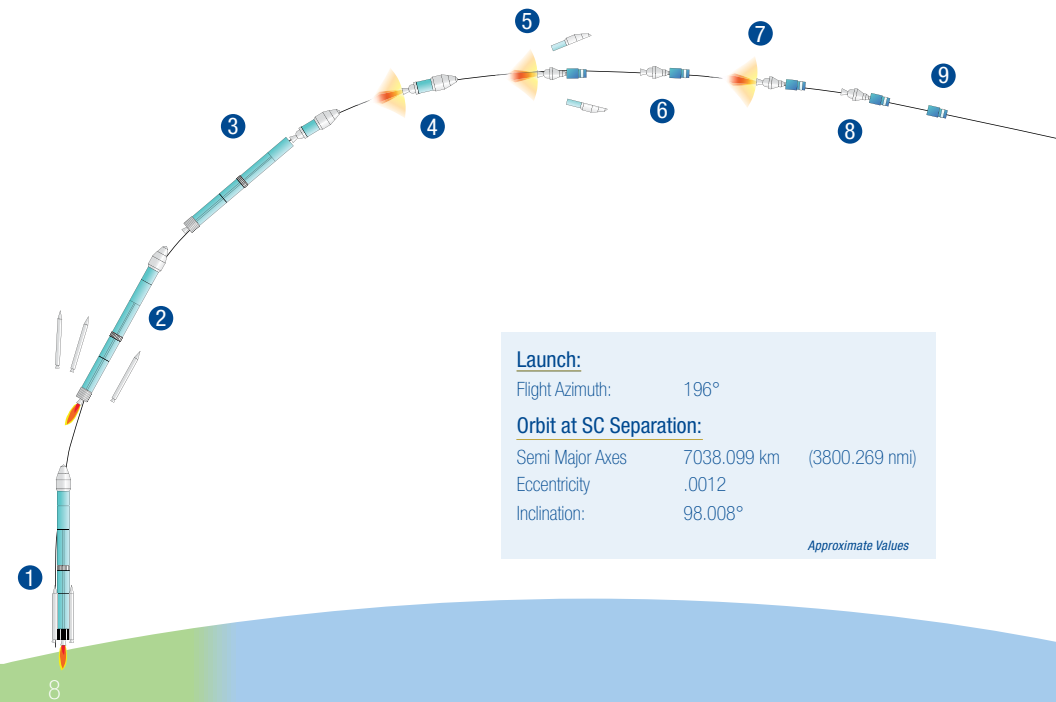 5
7
9
3
4
6
8
2
Launch:
Flight Azimuth: 196°
Orbit at SC Separation:
Semi Major Axes 7038.099 km (3800.269 nmi)
Eccentricity .0012
Inclination: 98.008°
Approximate Values
1
8